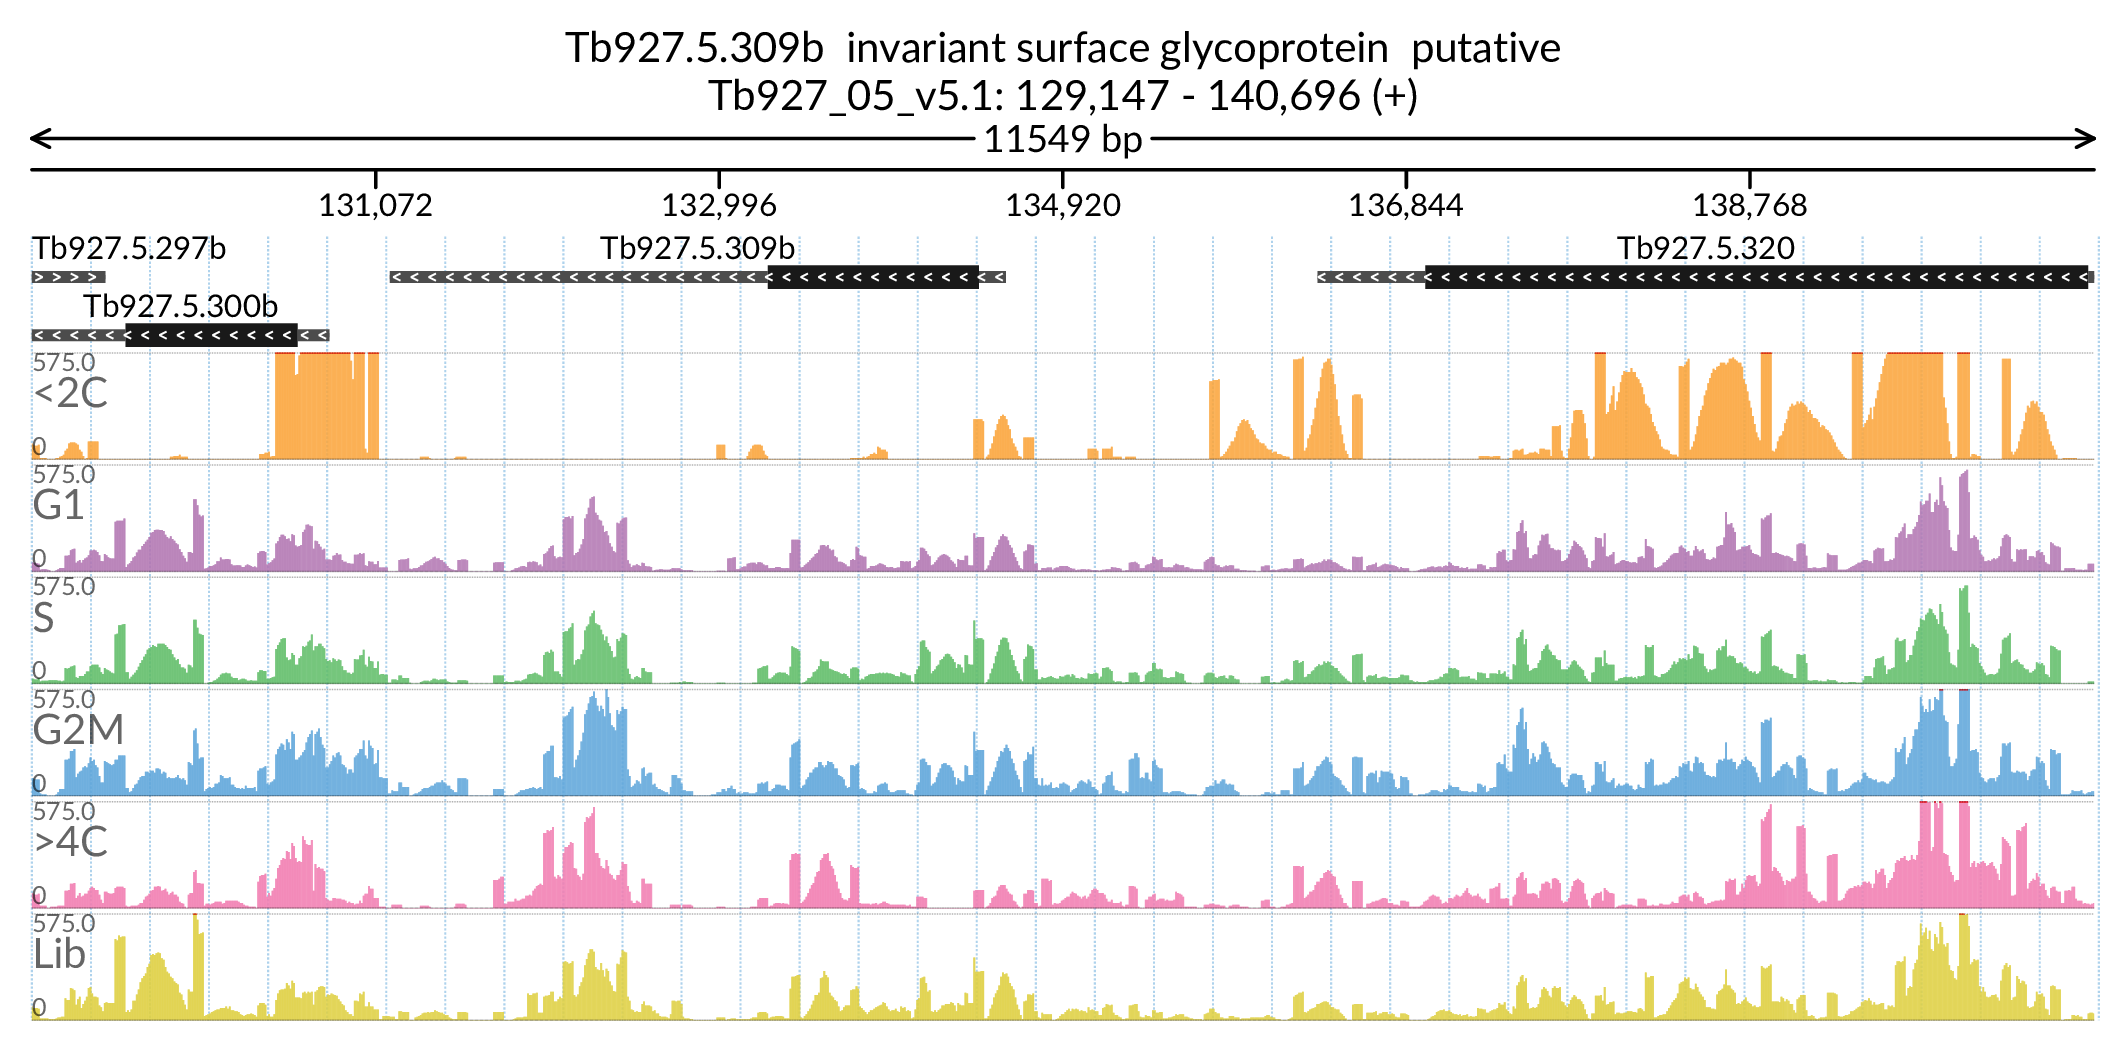 Tb927.5.309b  invariant surface glycoprotein  putative
Tb927_05_v5.1: 129,147 - 140,696 (+)
11549 bp
131,072 132,996 134,920 136,844 138,768
Tb927.5.297b Tb927.5.309b Tb927.5.320
Tb927.5.300b
575.0
<2C
0
575.0
G1
0
575.0
S
0
575.0
G2M
0
575.0
>4C
0
575.0
Lib
0